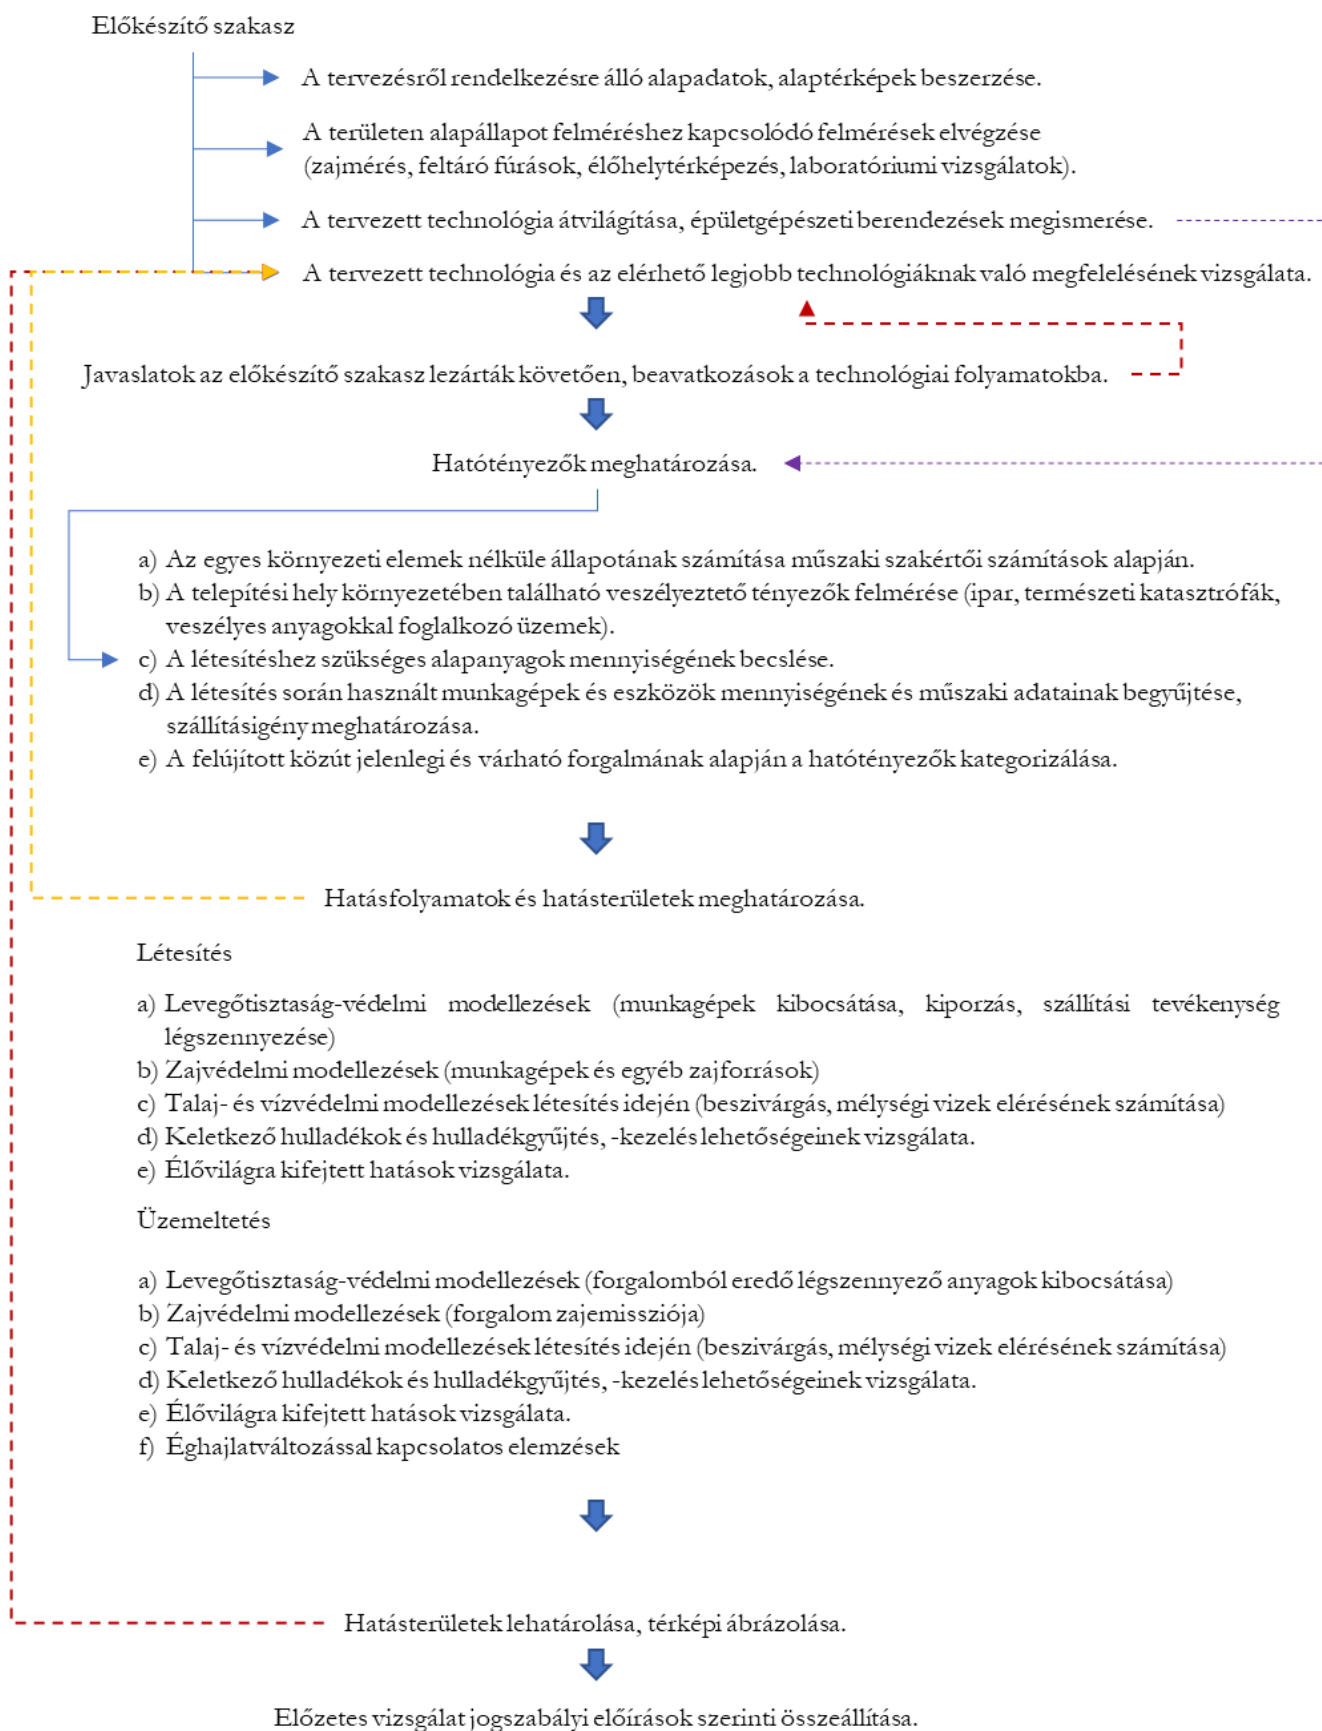 Előkészítő szakasz
A tervezésről rendelkezésre álló alapadatok, alaptérképek beszerzése.
A területen alapállapot felméréshez kapcsolódó felmérések elvégzése
(zajmérés, feltáró fúrások, élőhelytérképezés, laboratóriumi vizsgálatok).
A tervezett technológia átvilágítása, épületgépészeti berendezések megismerése.
A tervezett technológia és az elérhető legjobb technológiáknak való megfelelésének vizsgálata.
Javaslatok az előkészítő szakasz lezárták követően, beavatkozások a technológiai folyamatokba.
Hatótényezők meghatározása.
a) Az egyes környezeti elemek nélküle állapotának számítása műszaki szakértői számítások alapján.
b) A telepítési hely környezetében található veszélyeztető tényezők felmérése (ipar, természeti katasztrófák,
veszélyes anyagokkal foglalkozó üzemek).
c) A létesítéshez szükséges alapanyagok mennyiségének becslése.
d) A létesítés során használt munkagépek és eszközök mennyiségének és műszaki adatainak begyűjtése,
szállításigény meghatározása.
e) A felújított közút jelenlegi és várható forgalmának alapján a hatótényezők kategorizálása.
Hatásfolyamatok és hatásterületek meghatározása.
Létesítés
a) Levegőtisztaság-védelmi modellezések (munkagépek kibocsátása, kiporzás, szállítási tevékenység
légszennyezése)
b) Zajvédelmi modellezések (munkagépek és egyéb zajforrások)
c) Talaj- és vízvédelmi modellezések létesítés idején (beszivárgás, mélységi vizek elérésének számítása)
d) Keletkező hulladékok és hulladékgyűjtés, -kezelés lehetőségeinek vizsgálata.
e) Élővilágra kifejtett hatások vizsgálata.
Üzemeltetés
a) Levegőtisztaság-védelmi modellezések (forgalomból eredő légszennyező anyagok kibocsátása)
b) Zajvédelmi modellezések (forgalom zajemissziója)
c) Talaj- és vízvédelmi modellezések létesítés idején (beszivárgás, mélységi vizek elérésének számítása)
d) Keletkező hulladékok és hulladékgyűjtés, -kezelés lehetőségeinek vizsgálata.
e) Élővilágra kifejtett hatások vizsgálata.
f) Éghajlatváltozással kapcsolatos elemzések
Hatásterületek lehatárolása, térképi ábrázolása.
Előzetes vizsgálat jogszabályi előírások szerinti összeállítása.